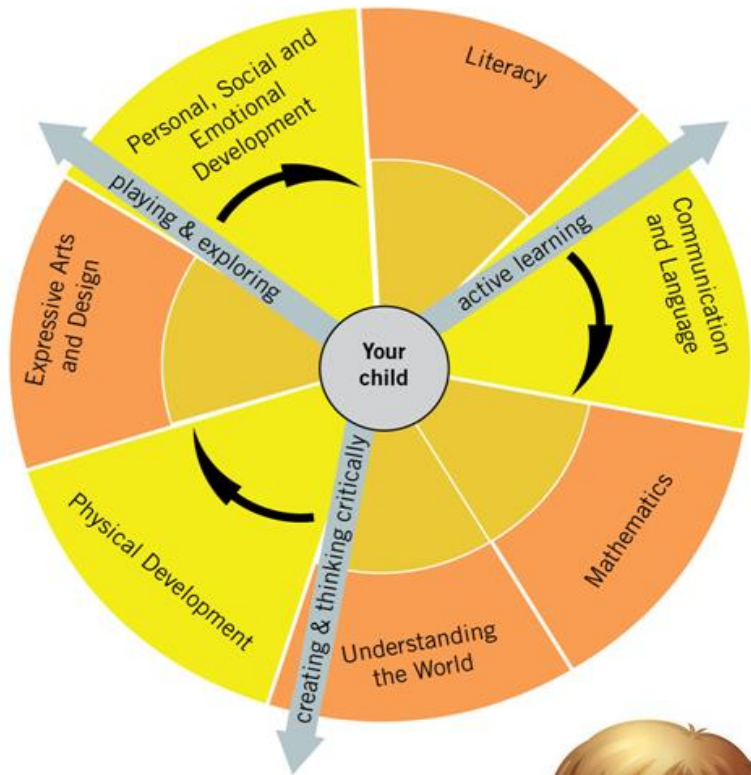 Personal, Social and
Emotional
Development
Literacy
Communication
and Language
Mathematics
Understanding
the World
Physical Development
Expressive Arts
and Design
playing & exploring
active learning
creating & thinking critically
Your
child